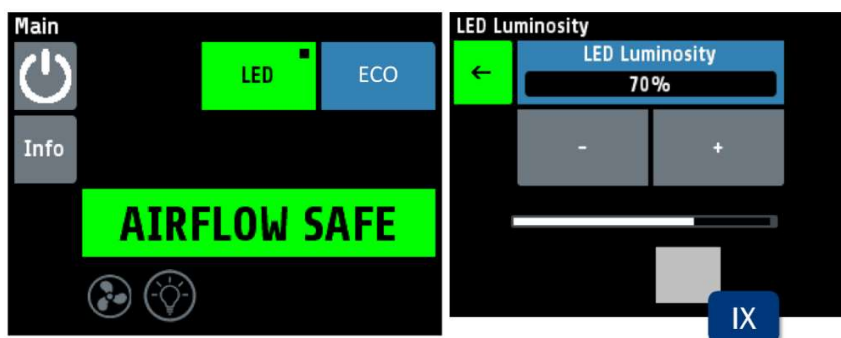 Main
LED
ECO
Info
AIRFLOW SAFE
LED Luminosity
←
LED Luminosity
70%
-
+
IX